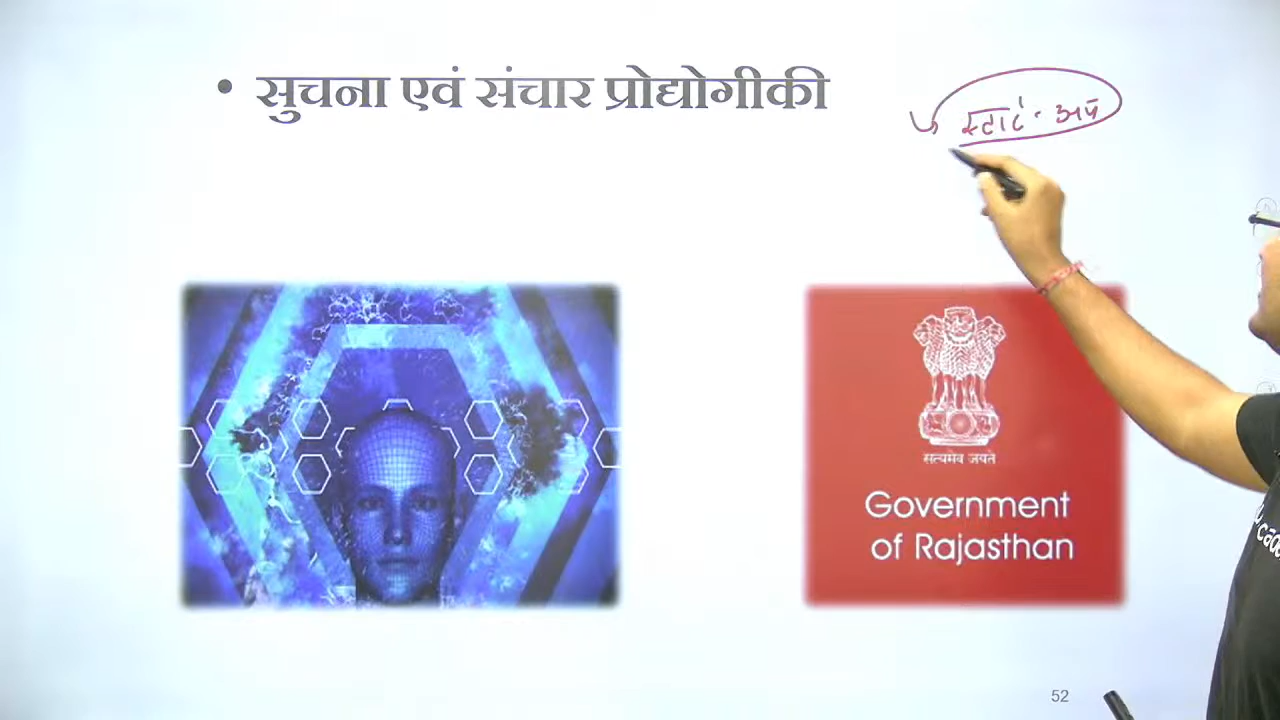 • सुचना एवं संचार प्रोद्योगीकी
स्टार्ट-अप
सत्यमेव जयते
Government
of Rajasthan
52